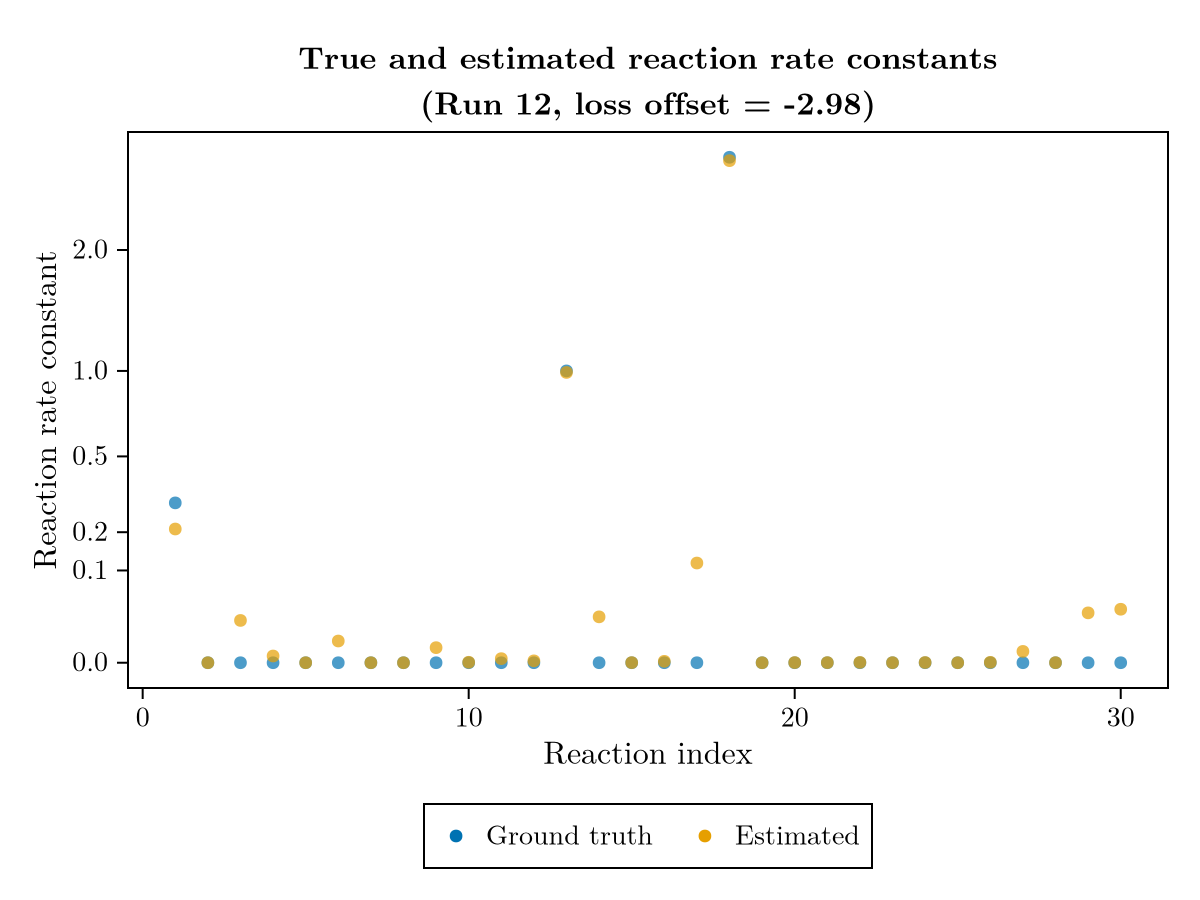 True and estimated reaction rate constants
(Run 12, loss offset = -2.98)
Reaction rate constant
2.0
1.0
0.5
0.2
0.1
0.0
0 10 20 30
Reaction index
Ground truth Estimated